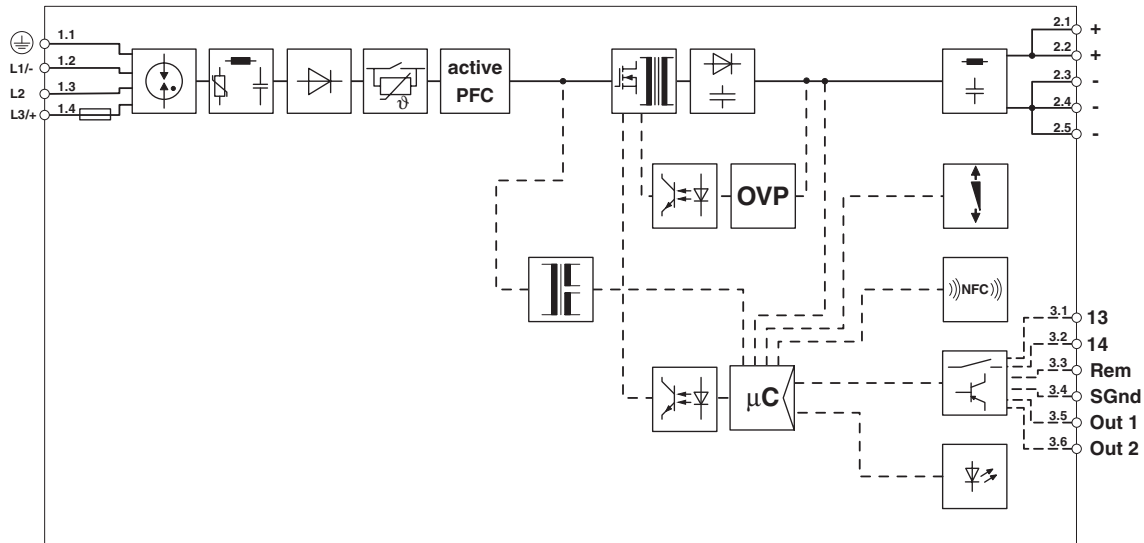 1.1
L1/- 1.2
L2 1.3
L3/+ 1.4
ϑ
active
PFC
OVP
NFC
µC
2.1 +
2.2 +
2.3 -
2.4 -
2.5 -
3.1 13
3.2 14
3.3 Rem
3.4 SGnd
3.5 Out 1
3.6 Out 2